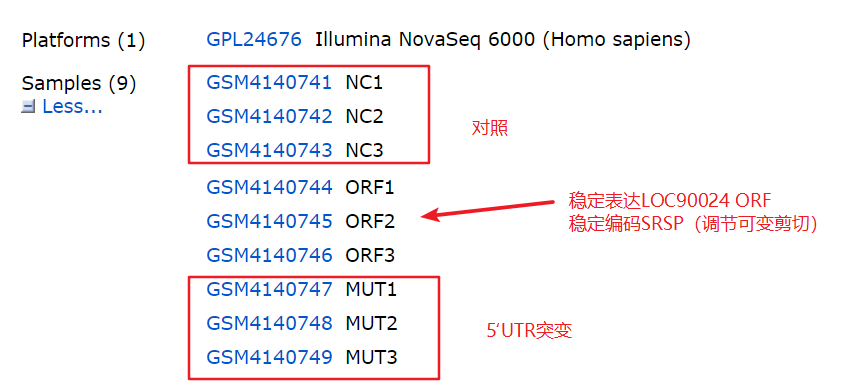 Platforms (1) GPL24676 Illumina NovaSeq 6000 (Homo sapiens)
Samples (9) GSM4140741 NC1
Less... GSM4140742 NC2
对照
GSM4140743 NC3
GSM4140744 ORF1
稳定表达LOC90024 ORF
GSM4140745 ORF2
稳定编码SRSP（调节可变剪切）
GSM4140746 ORF3
GSM4140747 MUT1
GSM4140748 MUT2
5‘UTR突变
GSM4140749 MUT3